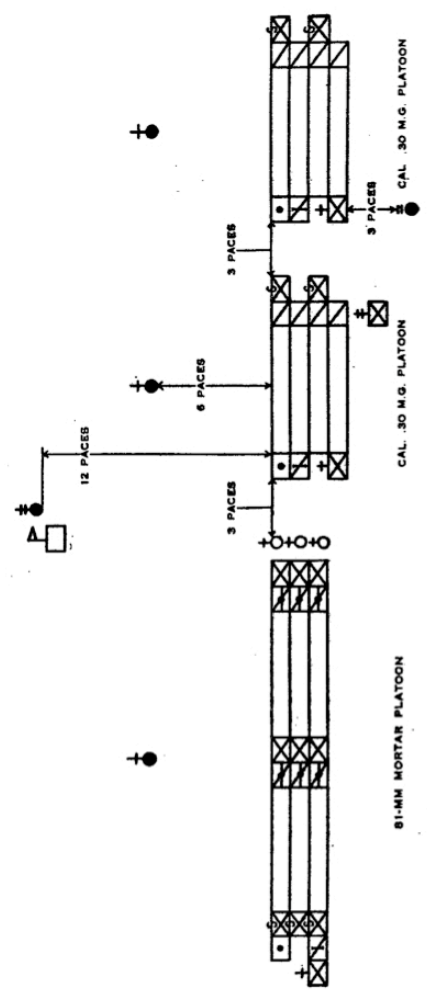 12 PACES
6 PACES
3 PACES
3 PACES
3 PACES
G
G
G
G
G
G
G
81-MM MORTAR PLATOON
CAL. .30 M.G. PLATOON
CAL .30 M.G. PLATOON